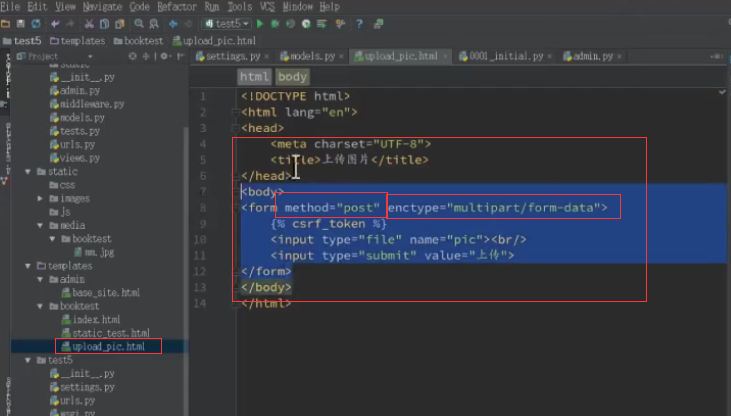 File Edit View Navigate Code Refactor Run Tools VCS Window Help
test5
test5 templates booktest upload_pic.html
Project
settings.py models.py upload_pic.html 0001_initial.py admin.py
html body
static
__init__.py
admin.py
middleware.py
models.py
tests.py
urls.py
views.py
static
css
images
js
media
booktest
mm.jpg
templates
admin
base_site.html
booktest
index.html
static_test.html
upload_pic.html
test5
__init__.py
settings.py
urls.py
wsgi.py
1 <!DOCTYPE html>
2 <html lang="en">
3 <head>
4 <meta charset="UTF-8">
5 <title>上传图片</title>
6 </head>
7 <body>
8 <form method="post" enctype="multipart/form-data">
9 {% csrf_token %}
10 <input type="file" name="pic"><br/>
11 <input type="submit" value="上传">
12 </form>
13 </body>
14 </html>